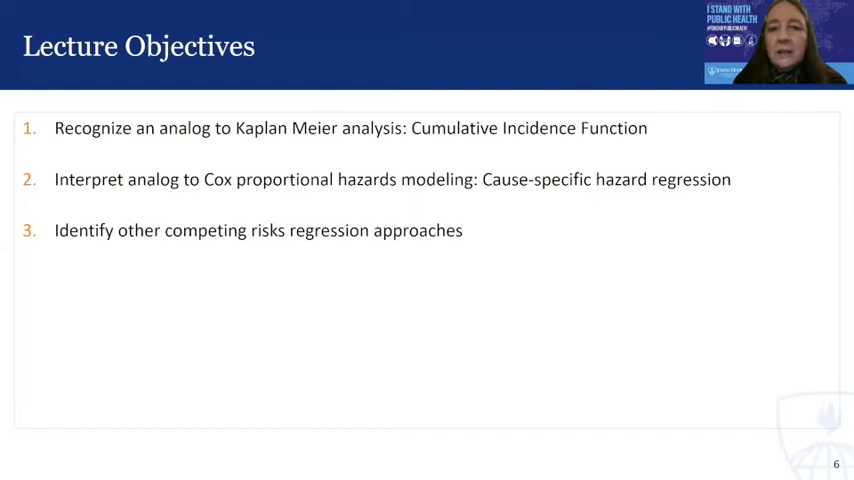 Lecture Objectives
I STAND WITH
PUBLIC HEALTH
1. Recognize an analog to Kaplan Meier analysis: Cumulative Incidence Function
2. Interpret analog to Cox proportional hazards modeling: Cause-specific hazard regression
3. Identify other competing risks regression approaches
6